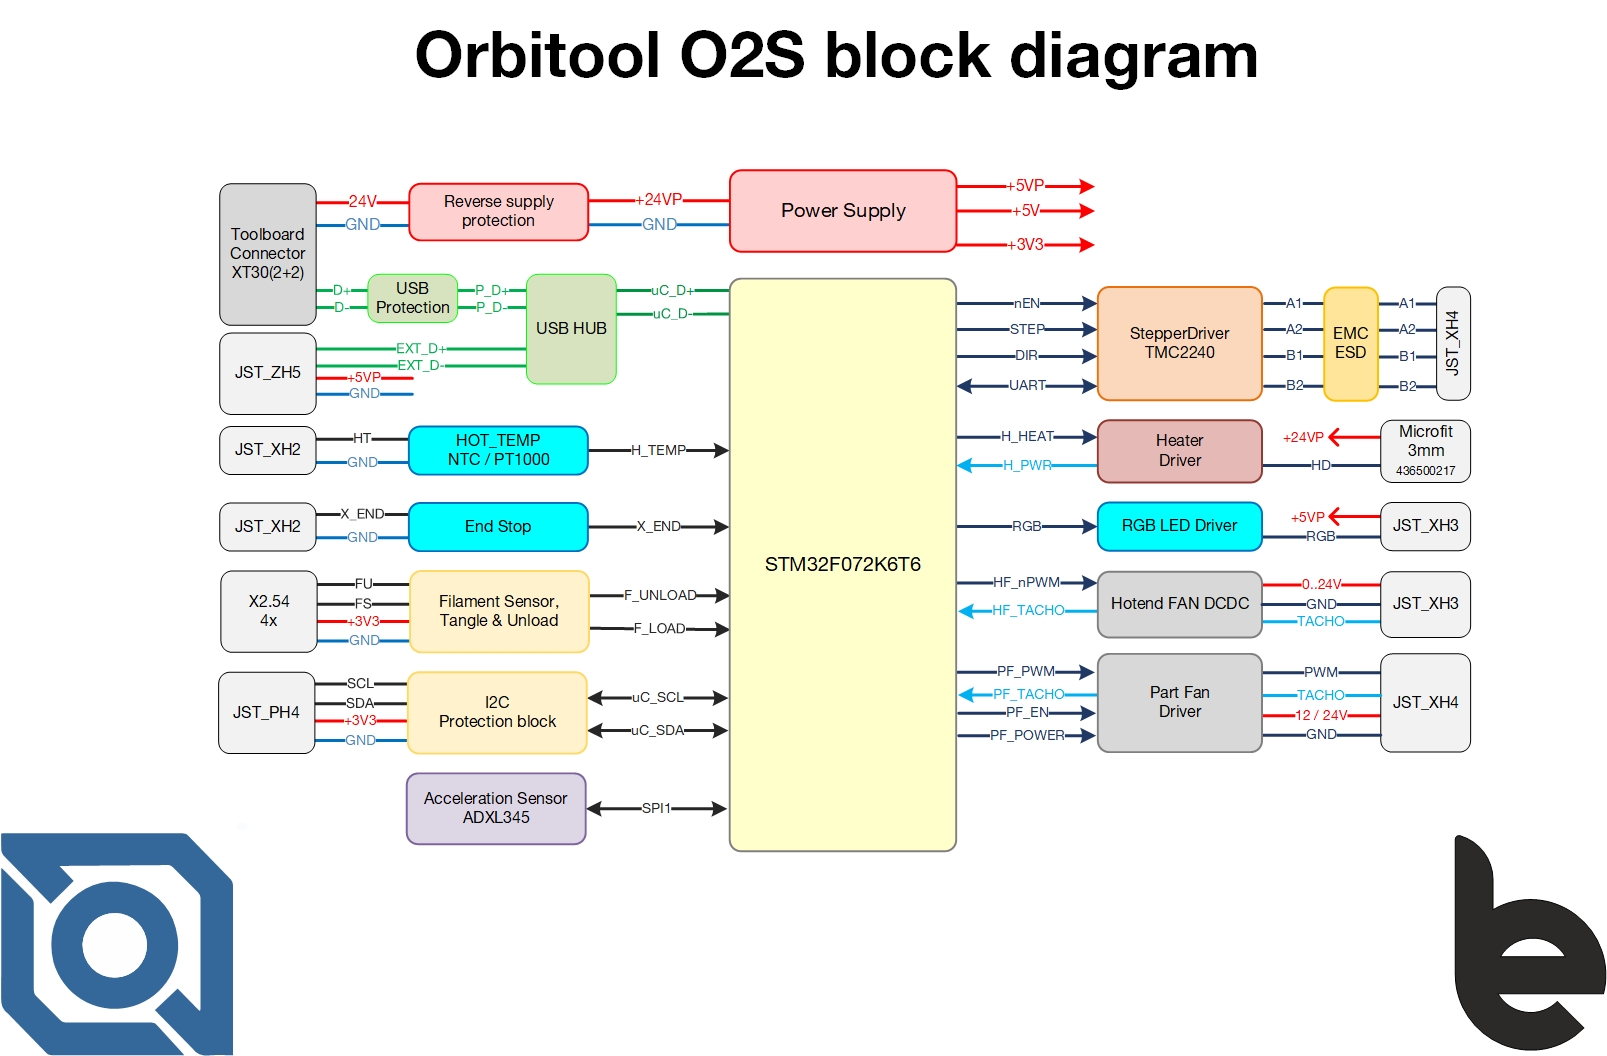 Orbitool O2S block diagram
Toolboard
Connector
XT30(2+2)
24V
GND
Reverse supply
protection
+24VP
GND
Power Supply
+5VP
+5V
+3V3
D+
D-
USB
Protection
P_D+
P_D-
USB HUB
uC_D+
uC_D-
JST_ZH5
EXT_D+
EXT_D-
+5VP
GND
JST_XH2
HT
GND
HOT_TEMP
NTC / PT1000
H_TEMP
JST_XH2
X_END
GND
End Stop
X_END
X2.54
4x
FU
FS
+3V3
GND
Filament Sensor,
Tangle & Unload
F_UNLOAD
F_LOAD
JST_PH4
SCL
SDA
+3V3
GND
I2C
Protection block
uC_SCL
uC_SDA
Acceleration Sensor
ADXL345
SPI1
STM32F072K6T6
nEN
STEP
DIR
UART
StepperDriver
TMC2240
A1
A2
B1
B2
EMC
ESD
A1
A2
B1
B2
JST_XH4
H_HEAT
H_PWR
Heater
Driver
+24VP
HD
Microfit
3mm
436500217
RGB
RGB LED Driver
+5VP
RGB
JST_XH3
HF_nPWM
HF_TACHO
Hotend FAN DCDC
0..24V
GND
TACHO
JST_XH3
PF_PWM
PF_TACHO
PF_EN
PF_POWER
Part Fan
Driver
PWM
TACHO
12 / 24V
GND
JST_XH4